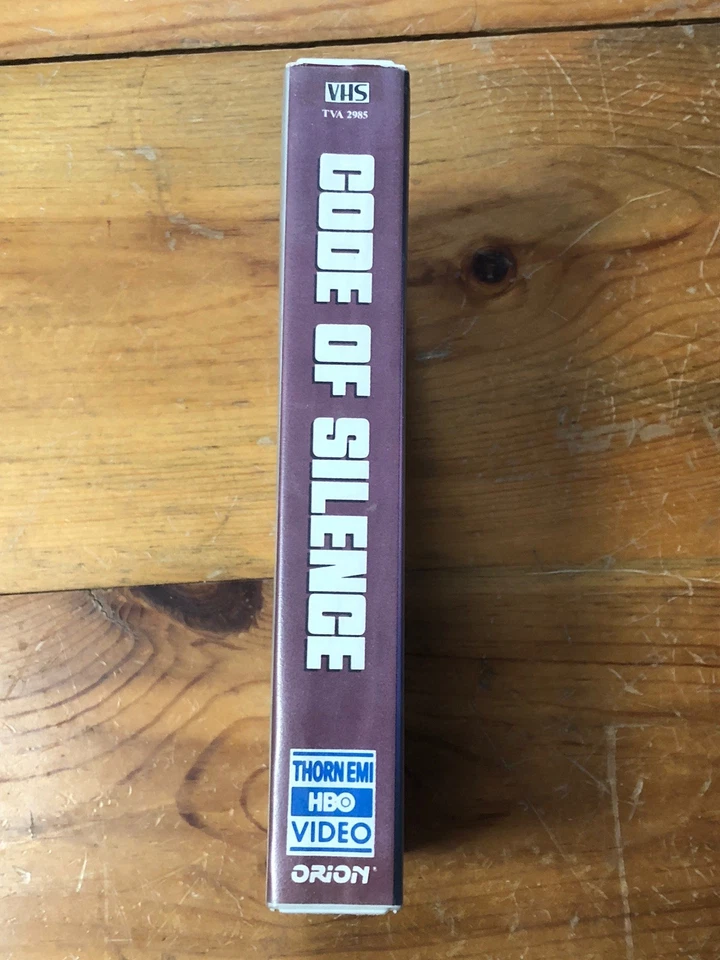 VHS
TVA 2985
CODE OF SILENCE
THORN EMI
HBO
VIDEO
ORION